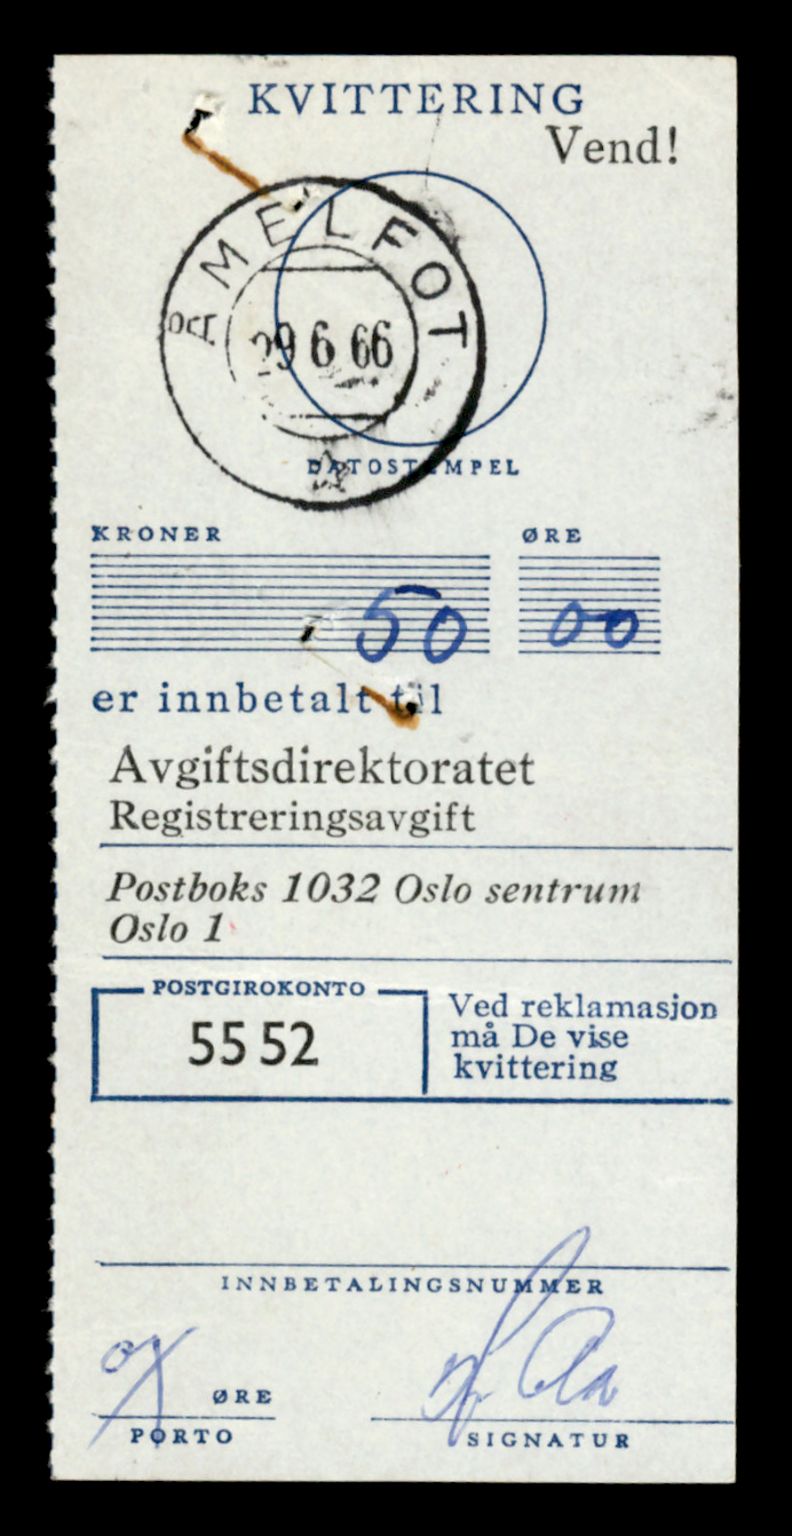 KVITTERING
Vend!
ÅMELFOT
29 6 66
DATOSTEMPEL
KRONER ØRE
50 00
er innbetalt til
Avgiftsdirektoratet
Registreringsavgift
Postboks 1032 Oslo sentrum
Oslo 1
POSTGIROKONTO
55 52
Ved reklamasjon
må De vise
kvittering
INNBETALINGSNUMMER
ØRE
PORTO
SIGNATUR